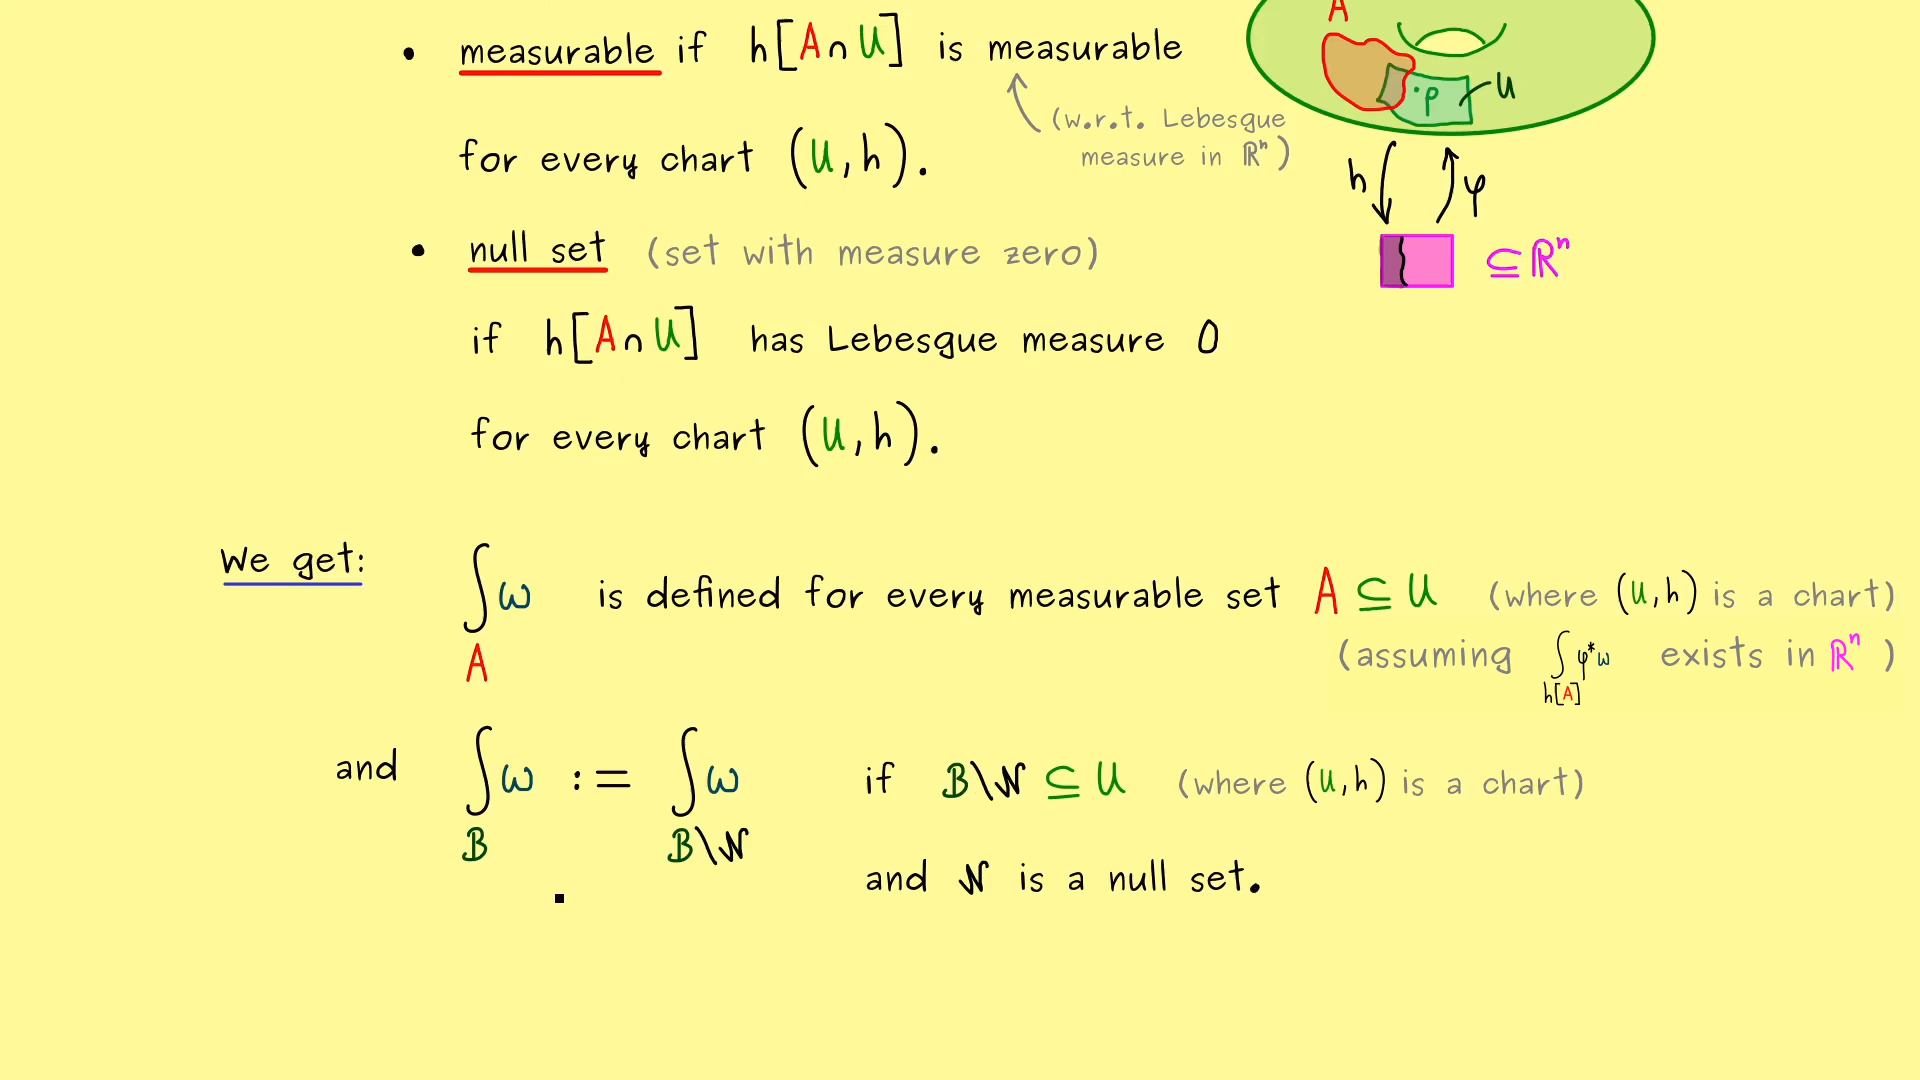 A
• measurable if h[A∩U] is measurable
U
p
(w.r.t. Lebesgue
measure in ℝⁿ)
for every chart (U,h).
h φ
• null set (set with measure zero)
⊆ ℝⁿ
if h[A∩U] has Lebesgue measure 0
for every chart (U,h).
We get: ∫_A ω is defined for every measurable set A ⊆ U (where (U,h) is a chart)
(assuming ∫_{h[A]} φ*ω exists in ℝⁿ)
and ∫_B ω := ∫_{B\N} ω if B\N ⊆ U (where (U,h) is a chart)
and N is a null set.